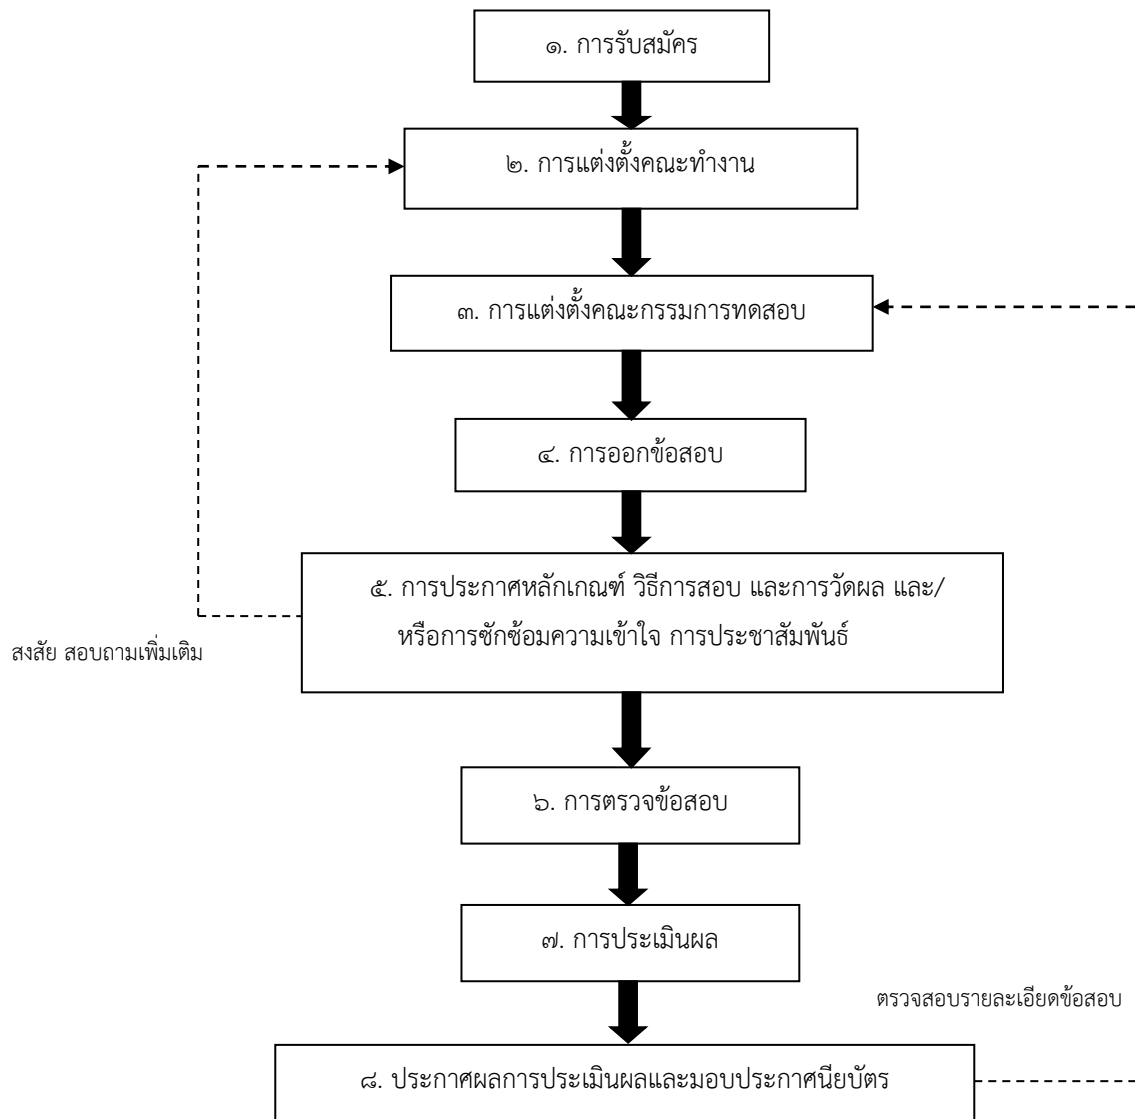 ๑. การรับสมัคร
๒. การแต่งตั้งคณะทำงาน
๓. การแต่งตั้งคณะกรรมการทดสอบ
๔. การออกข้อสอบ
๕. การประกาศหลักเกณฑ์ วิธีการสอบ และการวัดผล และ/
หรือการซักซ้อมความเข้าใจ การประชาสัมพันธ์
สงสัย สอบถามเพิ่มเติม
๖. การตรวจข้อสอบ
๗. การประเมินผล
ตรวจสอบรายละเอียดข้อสอบ
๘. ประกาศผลการประเมินผลและมอบประกาศนียบัตร